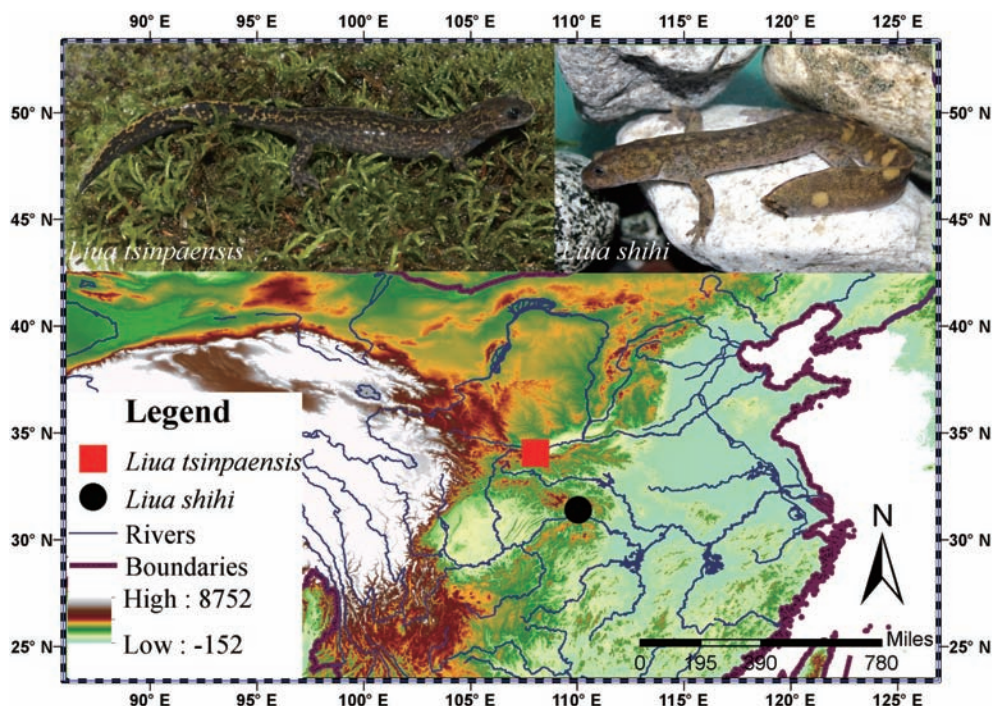 90° E 95° E 100° E 105° E 110° E 115° E 120° E 125° E
50° N 50° N
45° N 45° N
Liua tsinpaensis Liua shihi
40° N 40° N
35° N 35° N
30° N 30° N
25° N 25° N
Legend
Liua tsinpaensis
Liua shihi
Rivers
Boundaries
High : 8752
Low : -152
N
Miles
0 195 390 780
90° E 95° E 100° E 105° E 110° E 115° E 120° E 125° E